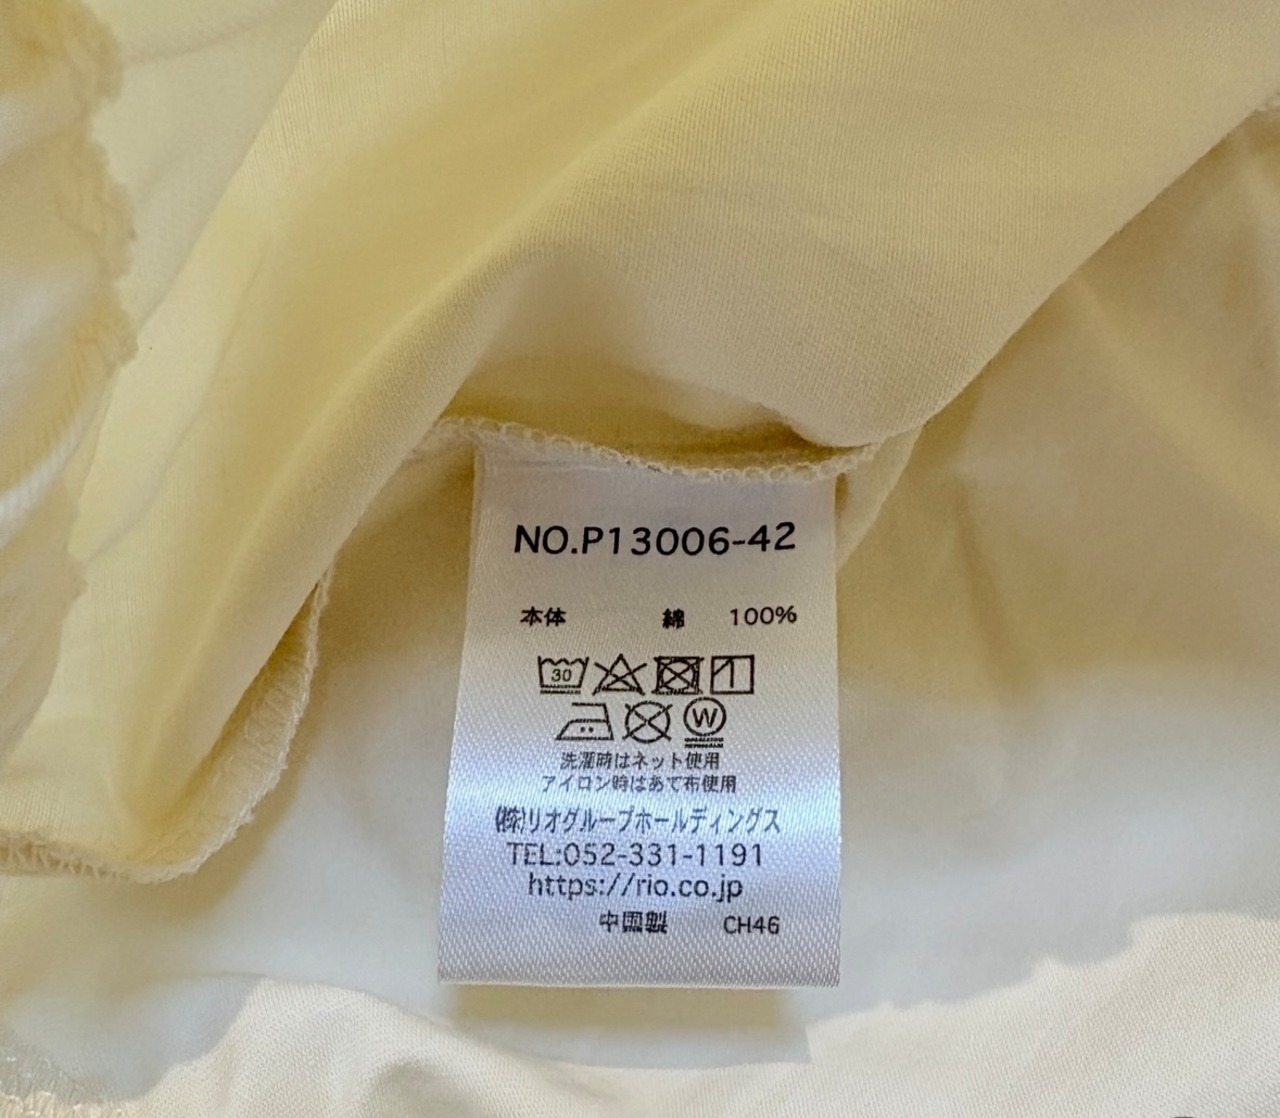 NO.P13006-42
本体 綿 100%
30
W
洗濯時はネット使用
アイロン時はあて布使用
(株)リオグループホールディングス
TEL:052-331-1191
https://rio.co.jp
中国製 CH46